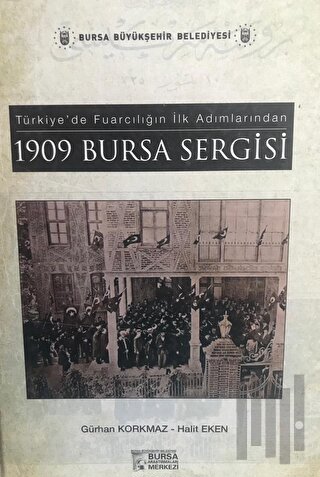 BURSA BÜYÜKŞEHİR BELEDİYESİ
Türkiye'de Fuarcılığın İlk Adımlarından
1909 BURSA SERGİSİ
Gürhan KORKMAZ - Halit EKEN
BURSA
ARAŞTIRMALARI
MERKEZİ